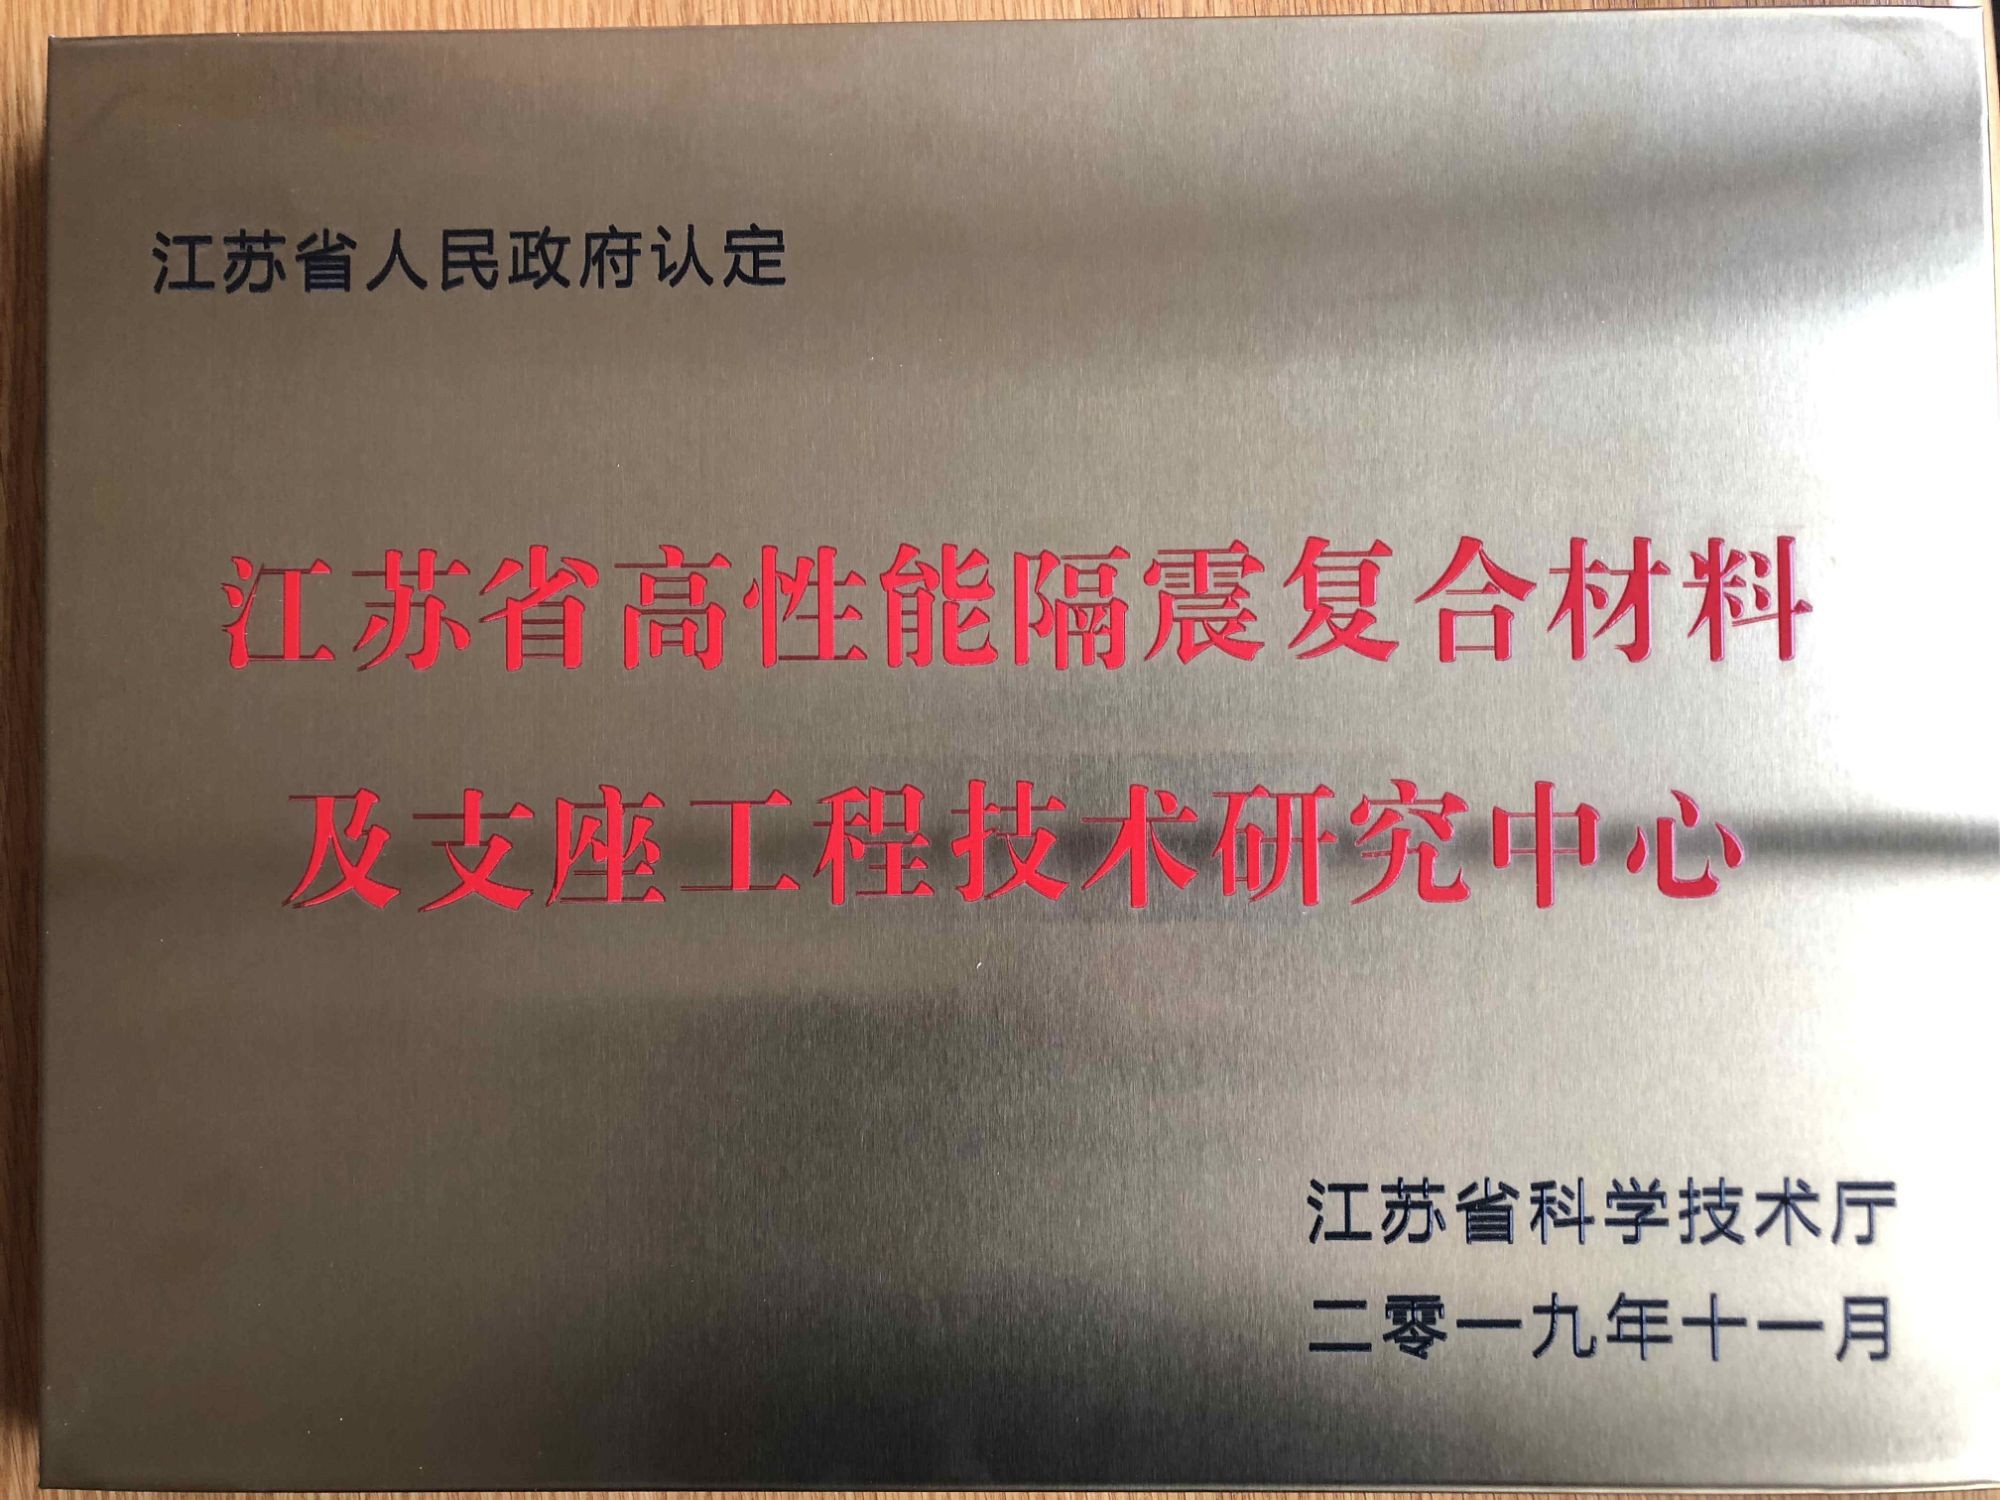 江苏省人民政府认定
江苏省高性能隔震复合材料
及支座工程技术研究中心
江苏省科学技术厅
二零一九年十一月